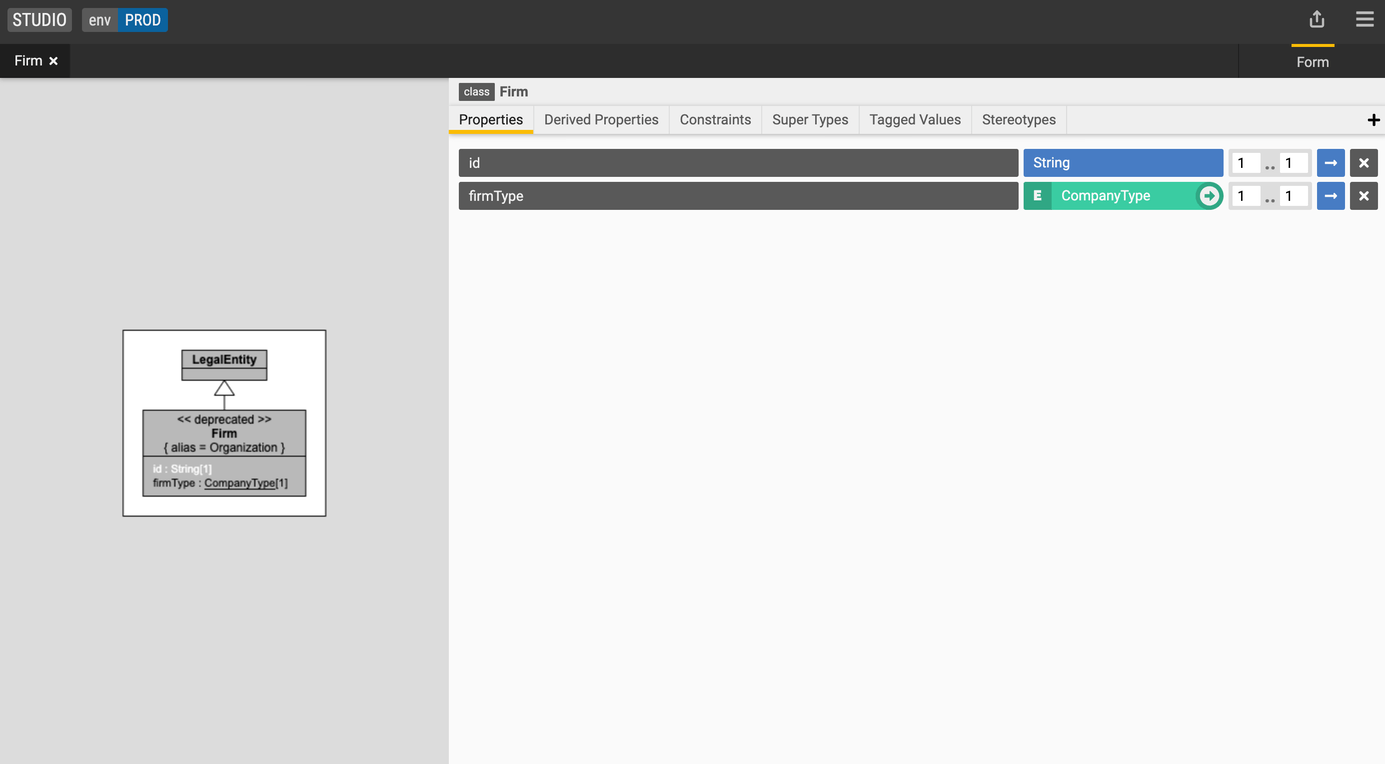 STUDIO env PROD
Firm
Form
class Firm
Properties Derived Properties Constraints Super Types Tagged Values Stereotypes
id String 1 .. 1
firmType E CompanyType 1 .. 1
LegalEntity
<< deprecated >>
Firm
{ alias = Organization }
id : String[1]
firmType : CompanyType[1]